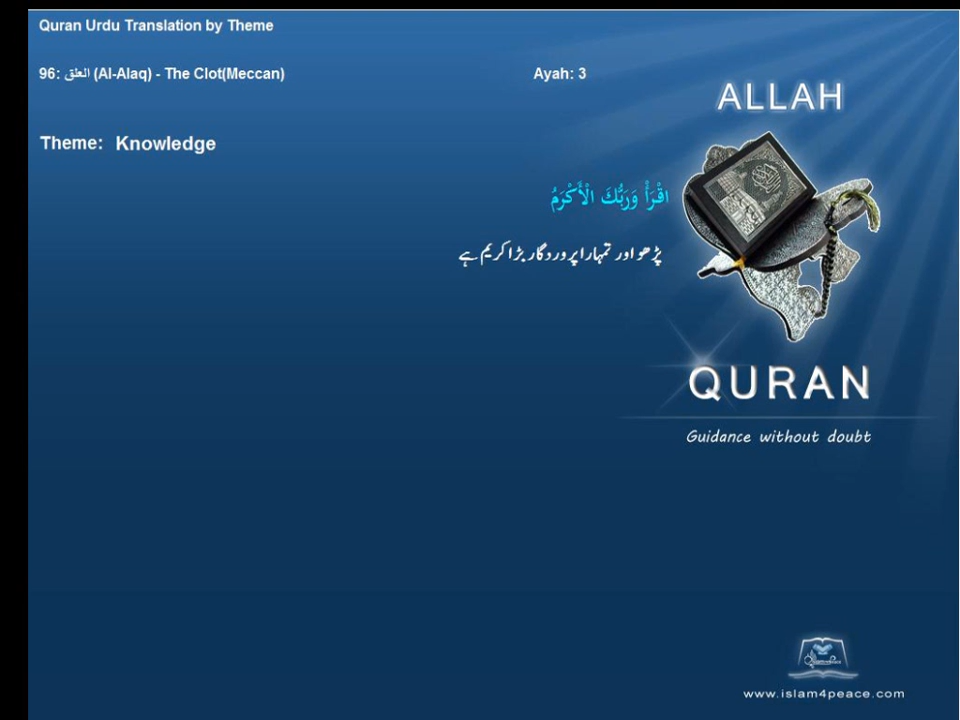 Quran Urdu Translation by Theme
96: العلق (Al-Alaq) - The Clot(Meccan) Ayah: 3
ALLAH
Theme: Knowledge
اقْرَأْ وَرَبُّكَ الْأَكْرَمُ
پڑھو اور تمہارا پروردگار بڑا کریم ہے
QURAN
Guidance without doubt
www.islam4peace.com